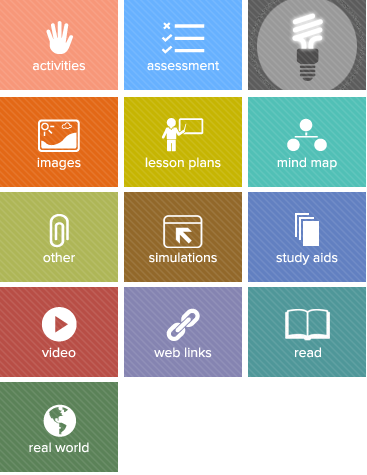 activities
assessment
images
lesson plans
mind map
other
simulations
study aids
video
web links
read
real world